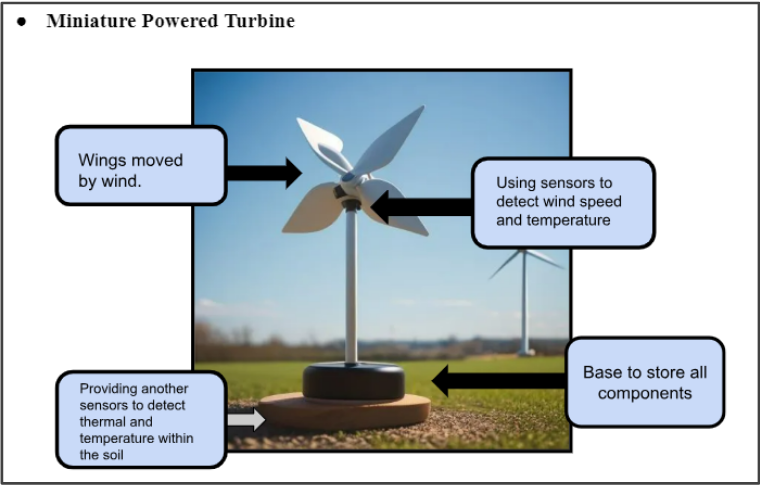 ● Miniature Powered Turbine
Wings moved
by wind.
Using sensors to
detect wind speed
and temperature
Base to store all
components
Providing another
sensors to detect
thermal and
temperature within
the soil